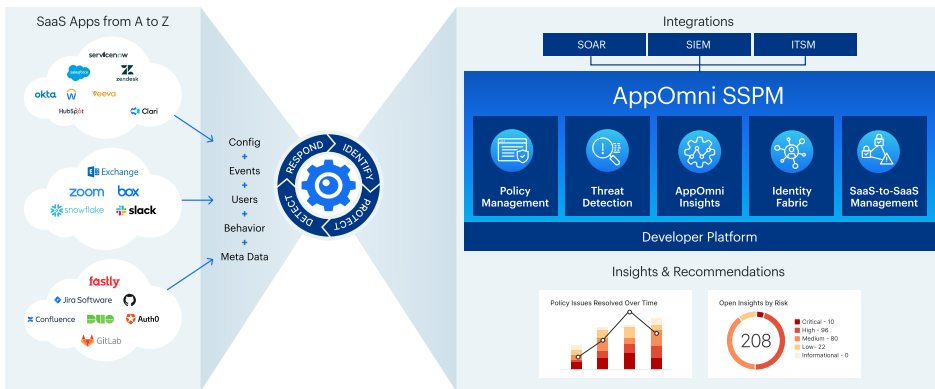 SaaS Apps from A to Z
servicenow
salesforce
zendesk
okta
W
veeva
HubSpot
Clari
Exchange
zoom
box
snowflake
slack
fastly
Jira Software
Confluence
DUO
Auth0
GitLab
Config
+
Events
+
Users
+
Behavior
+
Meta Data
RESPOND
IDENTIFY
DETECT
PROTECT
Integrations
SOAR
SIEM
ITSM
AppOmni SSPM
Policy
Management
Threat
Detection
AppOmni
Insights
Identity
Fabric
SaaS-to-SaaS
Management
Developer Platform
Insights & Recommendations
Policy Issues Resolved Over Time
Open Insights by Risk
208
Critical - 10
High - 96
Medium - 80
Low- 22
Informational - 0